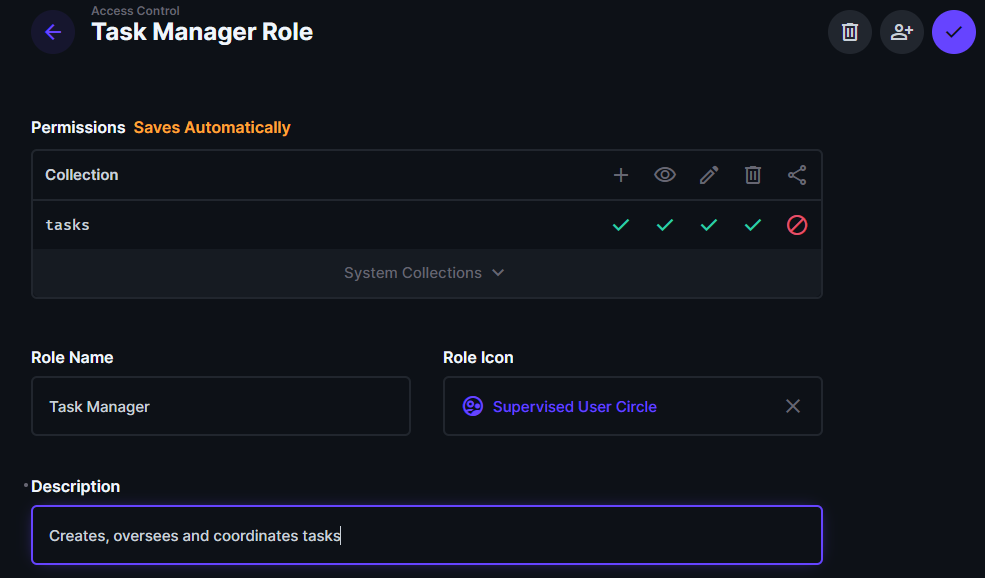 Access Control
Task Manager Role
Permissions Saves Automatically
Collection
tasks
System Collections
Role Name
Role Icon
Task Manager
Supervised User Circle
Description
Creates, oversees and coordinates tasks